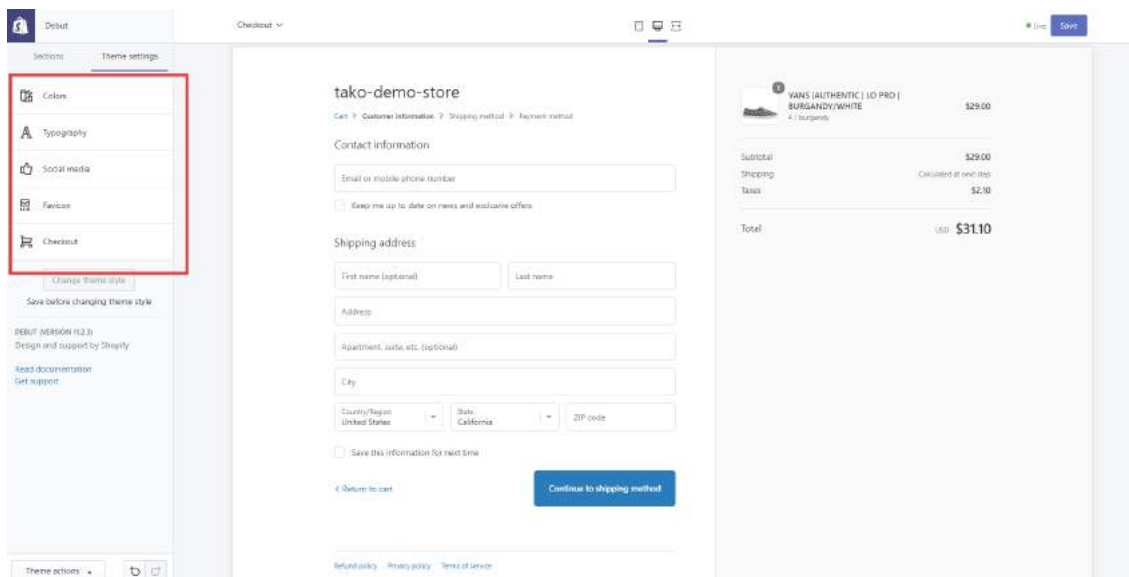 Debut
Checkout
Live
Save
Sections
Theme settings
Colors
Typography
Social media
Favicon
Checkout
Change theme style
Save before changing theme style
Design and support by Shopify
Read documentation
Get support
Theme actions
tako-demo-store
Cart > Customer information > Shipping method > Payment method
Contact information
Email or mobile phone number
Keep me up to date on news and exclusive offers
Shipping address
First name (optional)
Last name
Address
Apartment, suite, etc. (optional)
City
Country/Region
United States
State
California
ZIP code
Save this information for next time
< Return to cart
Continue to shipping method
Refund policy Privacy policy Terms of service
1
VANS |AUTHENTIC | LO PRO |
BURGANDY/WHITE
4 / burgandy
$29.00
Subtotal $29.00
Shipping Calculated at next step
Taxes $2.10
Total USD $31.10